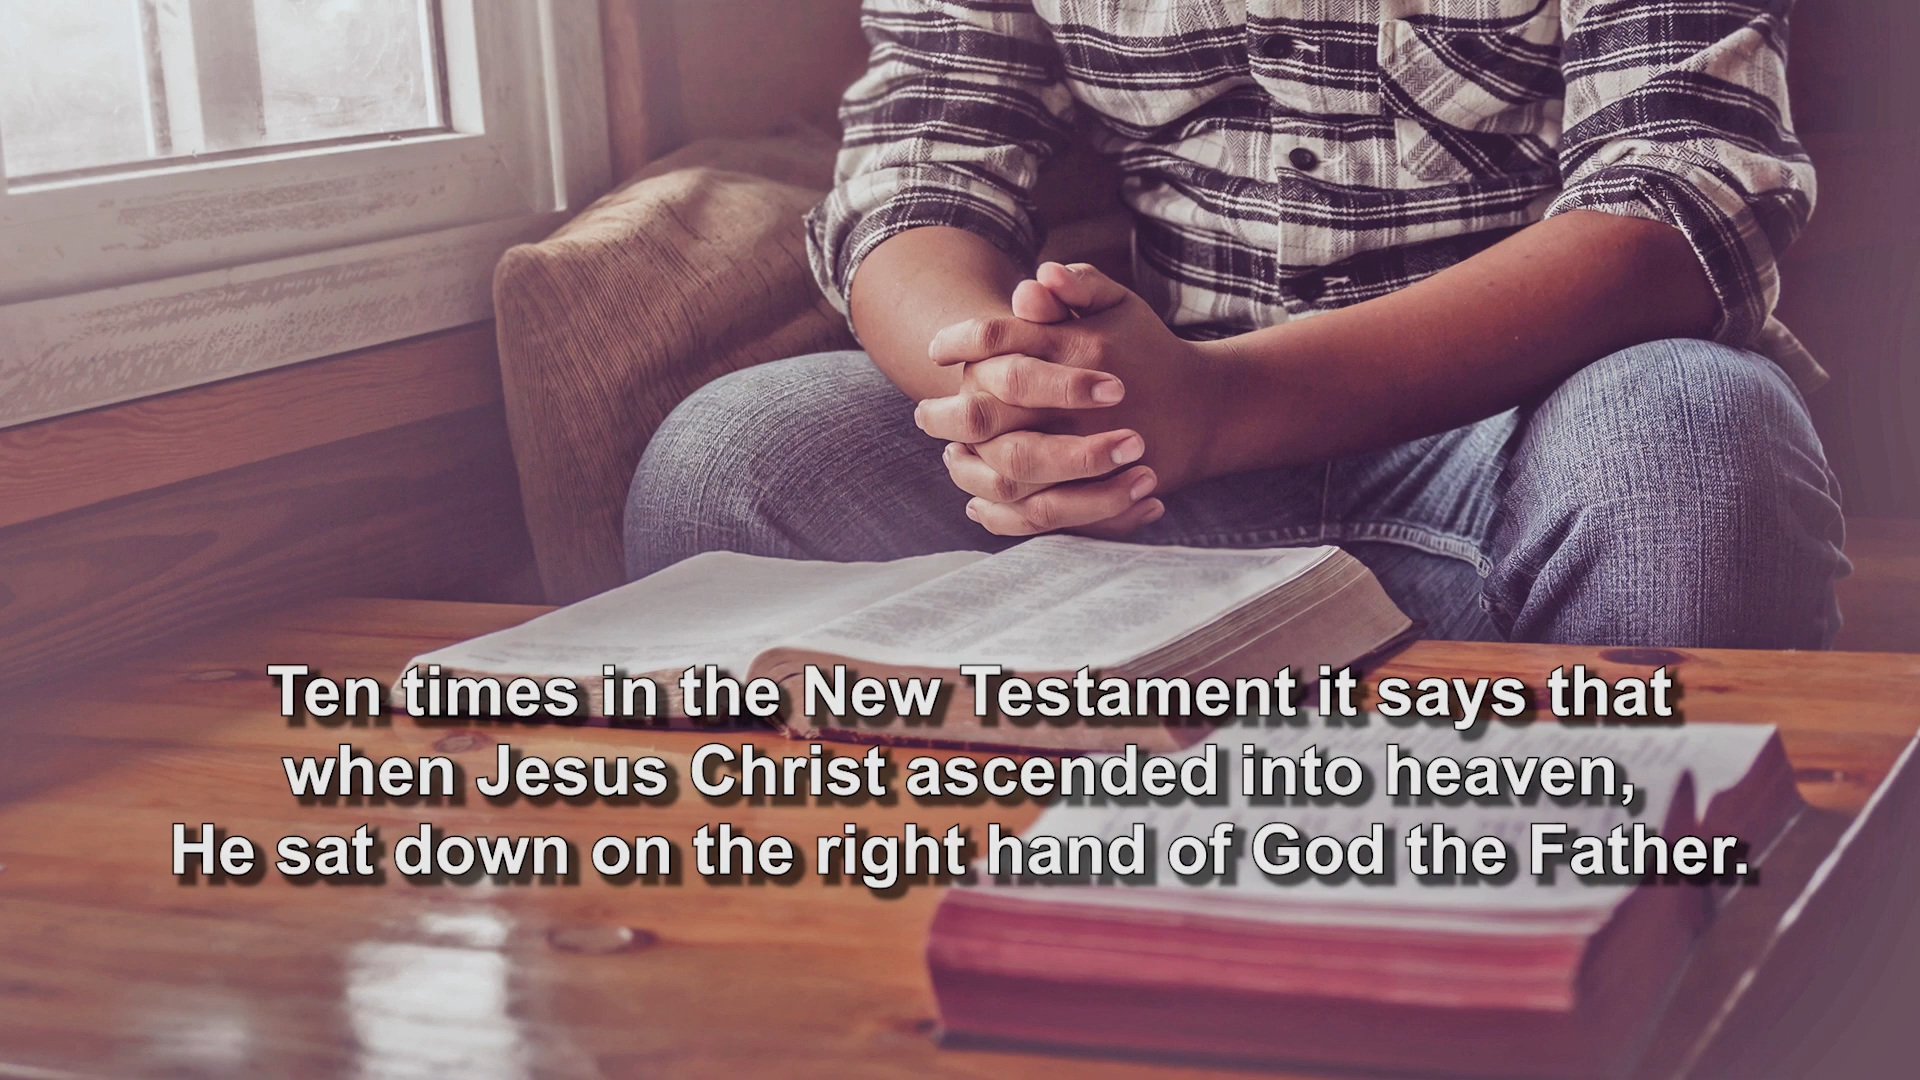 Ten times in the New Testament it says that
when Jesus Christ ascended into heaven,
He sat down on the right hand of God the Father.